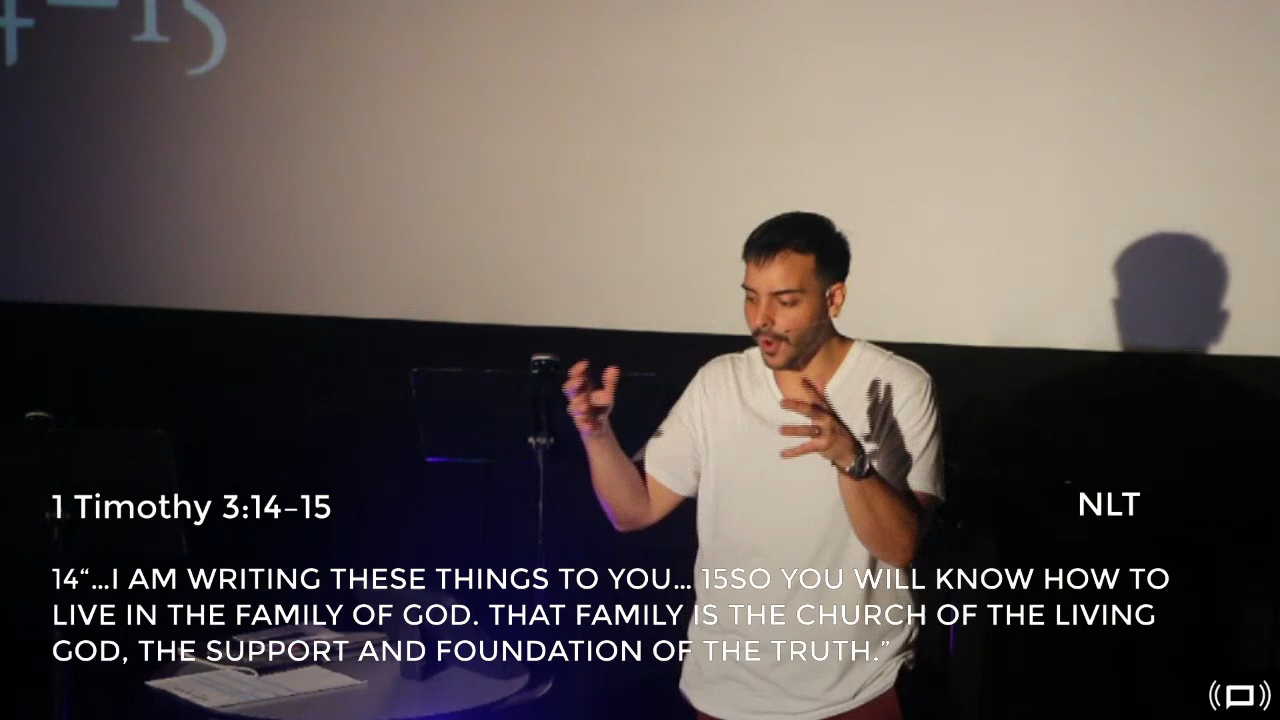 4–15
1 Timothy 3:14–15
NLT
14“...I AM WRITING THESE THINGS TO YOU... 15SO YOU WILL KNOW HOW TO
LIVE IN THE FAMILY OF GOD. THAT FAMILY IS THE CHURCH OF THE LIVING
GOD, THE SUPPORT AND FOUNDATION OF THE TRUTH.”